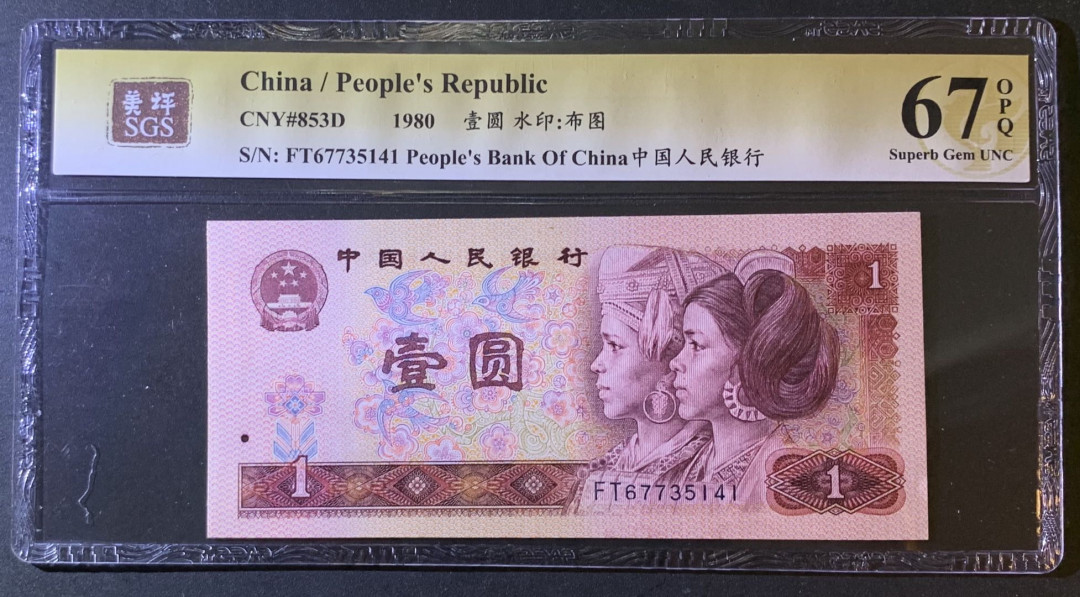 美坪
SGS
China / People's Republic
CNY#853D 1980 壹圆 水印:布图
S/N: FT67735141 People's Bank Of China中国人民银行
67
OPQ
Superb Gem UNC
中国人民银行
1
壹圆
1
FT67735141
1